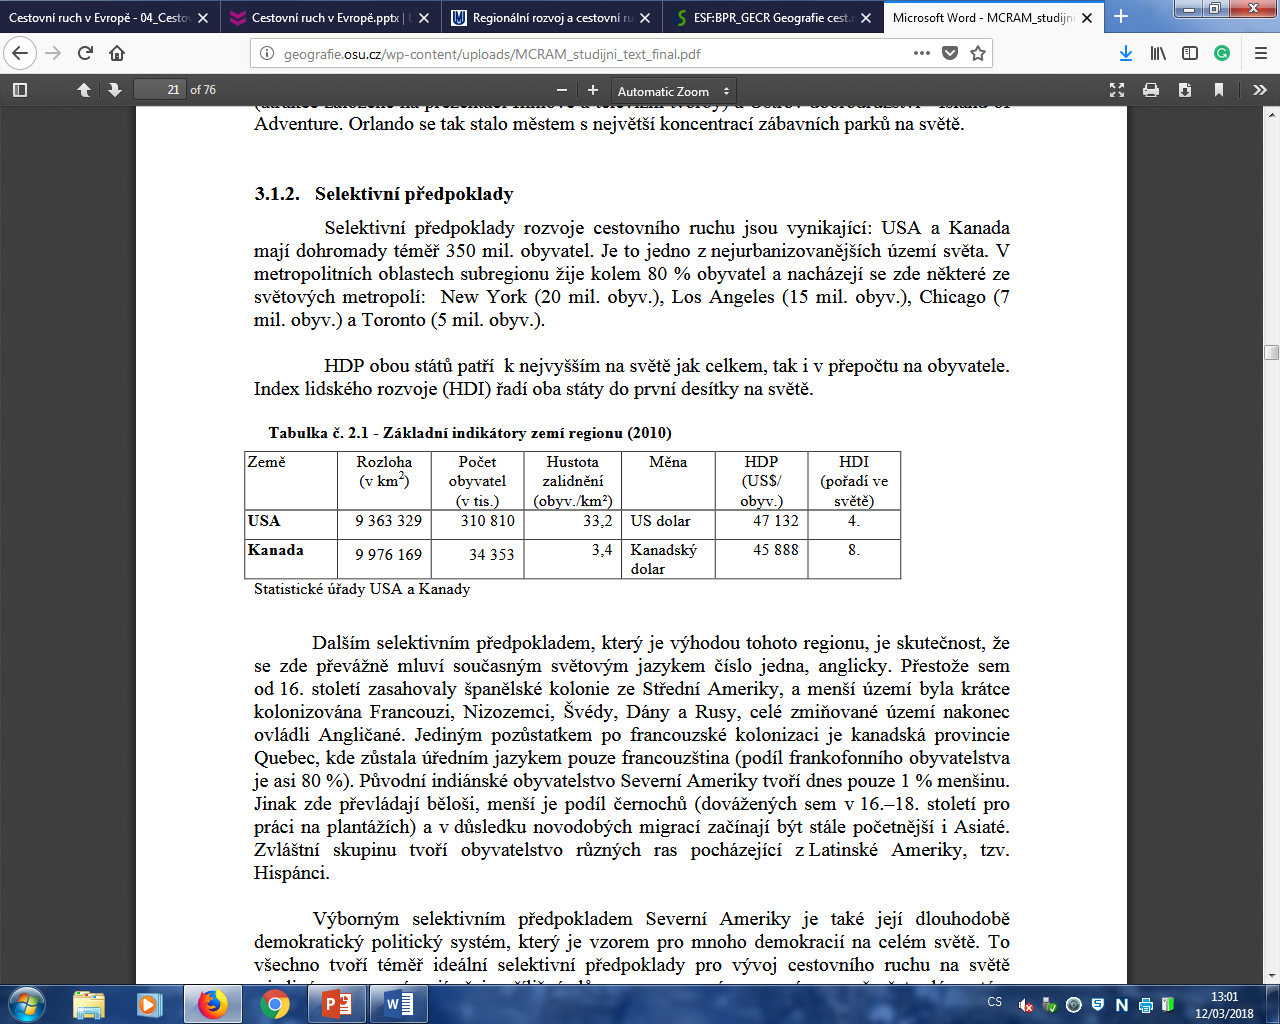 Cestovní ruch v Evropě - 04_Cesto
Cestovní ruch v Evropě.pptx | U
Regionální rozvoj a cestovní ru
ESF:BPR_GECR Geografie cest.r
Microsoft Word - MCRAM_studijni
geografie.osu.cz/wp-content/uploads/MCRAM_studijni_text_final.pdf
21 of 76
Automatic Zoom
Adventure. Orlando se tak stalo městem s největší koncentrací zábavních parků na světě.
3.1.2. Selektivní předpoklady
Selektivní předpoklady rozvoje cestovního ruchu jsou vynikající: USA a Kanada
mají dohromady téměř 350 mil. obyvatel. Je to jedno z nejurbanizovanějších území světa. V
metropolitních oblastech subregionu žije kolem 80 % obyvatel a nacházejí se zde některé ze
světových metropolí: New York (20 mil. obyv.), Los Angeles (15 mil. obyv.), Chicago (7
mil. obyv.) a Toronto (5 mil. obyv.).
HDP obou států patří k nejvyšším na světě jak celkem, tak i v přepočtu na obyvatele.
Index lidského rozvoje (HDI) řadí oba státy do první desítky na světě.
Tabulka č. 2.1 - Základní indikátory zemí regionu (2010)
Země Rozloha Počet Hustota Měna HDP HDI
(v km²) obyvatel zalidnění (US$/ (pořadí ve
(v tis.) (obyv./km²) obyv.) světě)
USA 9 363 329 310 810 33,2 US dolar 47 132 4.
Kanada 9 976 169 34 353 3,4 Kanadský 45 888 8.
dolar
Statistické úřady USA a Kanady
Dalším selektivním předpokladem, který je výhodou tohoto regionu, je skutečnost, že
se zde převážně mluví současným světovým jazykem číslo jedna, anglicky. Přestože sem
od 16. století zasahovaly španělské kolonie ze Střední Ameriky, a menší území byla krátce
kolonizována Francouzi, Nizozemci, Švédy, Dány a Rusy, celé zmiňované území nakonec
ovládli Angličané. Jediným pozůstatkem po francouzské kolonizaci je kanadská provincie
Quebec, kde zůstala úředním jazykem pouze francouzština (podíl frankofonního obyvatelstva
je asi 80 %). Původní indiánské obyvatelstvo Severní Ameriky tvoří dnes pouze 1 % menšinu.
Jinak zde převládají běloši, menší je podíl černochů (dovážených sem v 16.–18. století pro
práci na plantážích) a v důsledku novodobých migrací začínají být stále početnější i Asiaté.
Zvláštní skupinu tvoří obyvatelstvo různých ras pocházející z Latinské Ameriky, tzv.
Hispánci.
Výborným selektivním předpokladem Severní Ameriky je také její dlouhodobě
demokratický politický systém, který je vzorem pro mnoho demokracií na celém světě. To
všechno tvoří téměř ideální selektivní předpoklady pro vývoj cestovního ruchu na světě
CS
13:01
12/03/2018